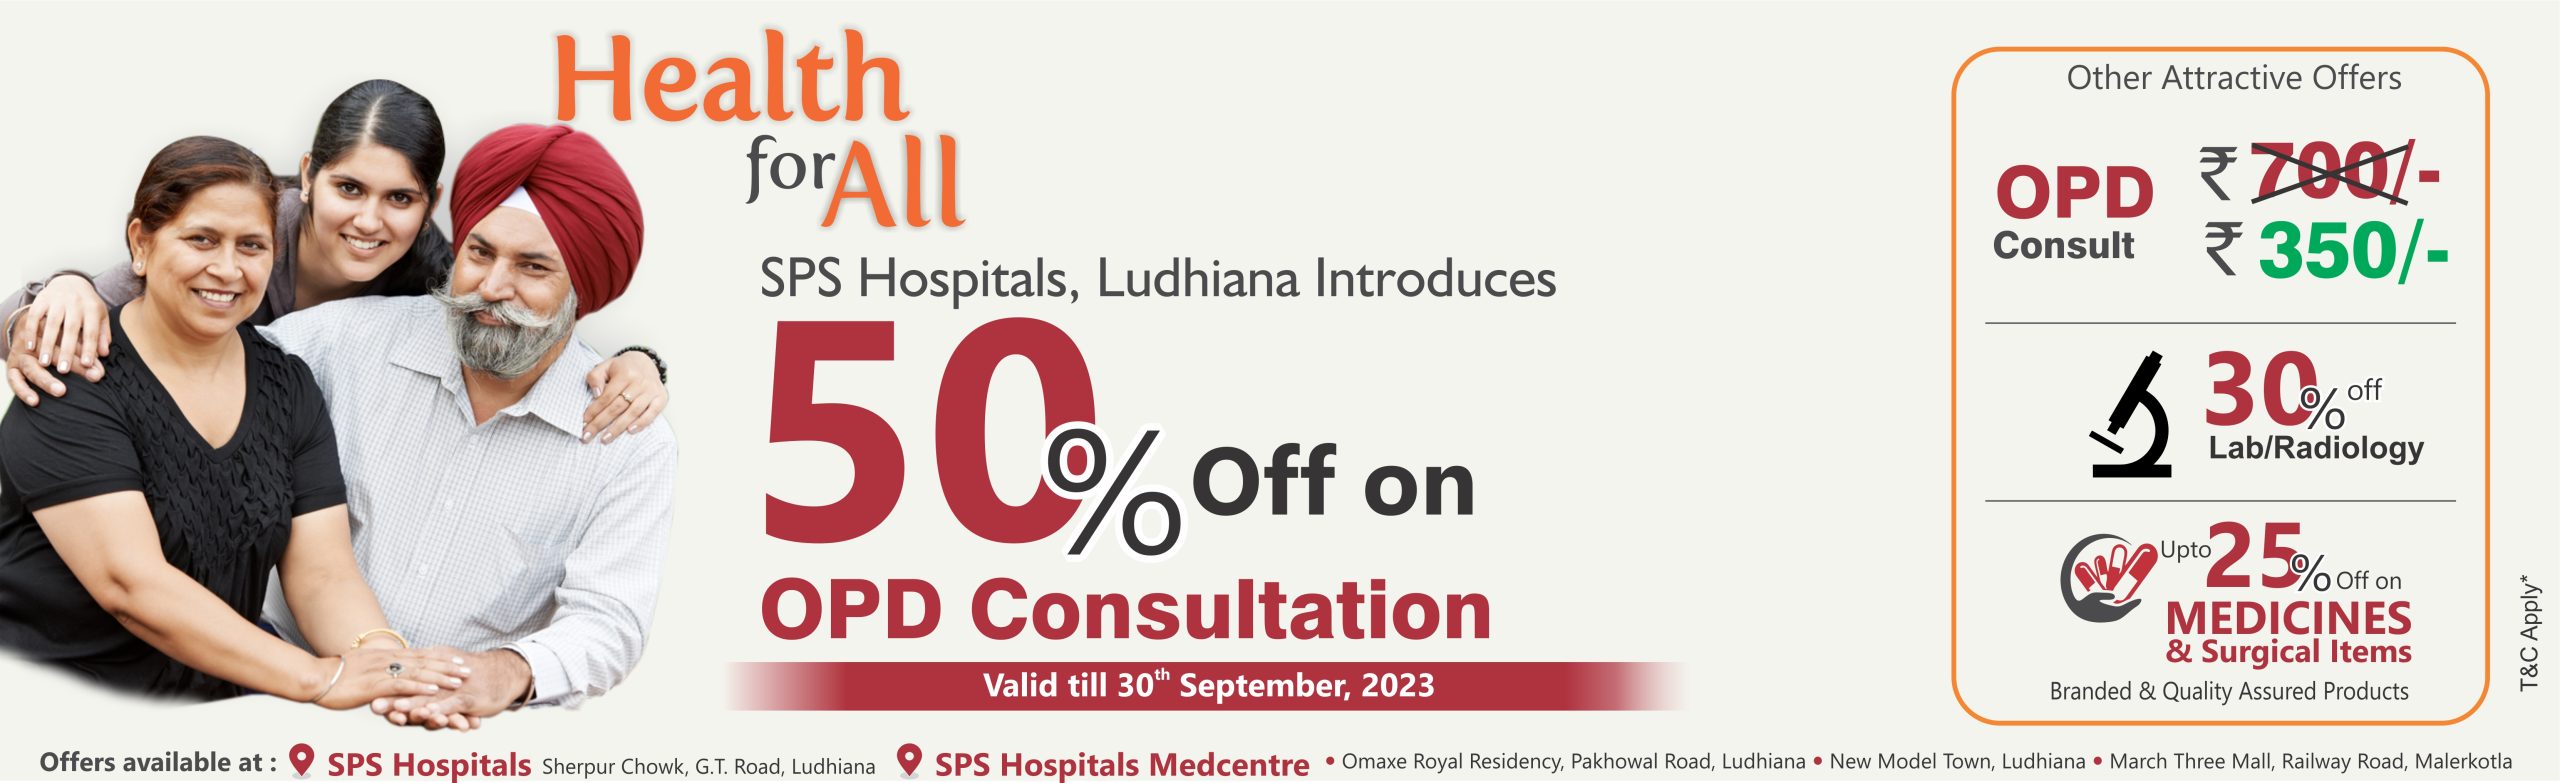 Health
for All
SPS Hospitals, Ludhiana Introduces
50% Off on
OPD Consultation
Valid till 30th September, 2023
Other Attractive Offers
OPD
Consult
₹ 700/-
₹ 350/-
30% off
Lab/Radiology
Upto 25% Off on
MEDICINES
& Surgical Items
Branded & Quality Assured Products
T&C Apply*
Offers available at : SPS Hospitals Sherpur Chowk, G.T. Road, Ludhiana SPS Hospitals Medcentre • Omaxe Royal Residency, Pakhowal Road, Ludhiana • New Model Town, Ludhiana • March Three Mall, Railway Road, Malerkotla